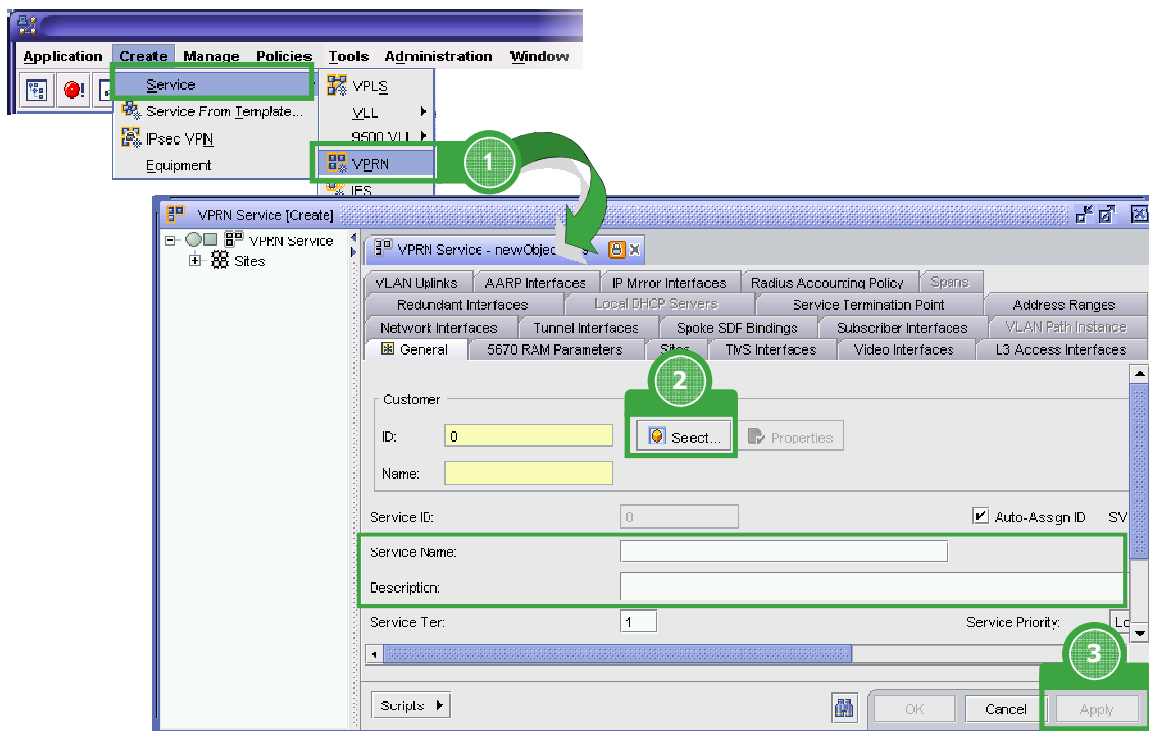 Application Create Manage Policies Tools Administration Window
Service
Service From Template...
IPsec VPN
Equipment
VPLS
VLL
9500 VLL
VPRN
IES
1
VPRN Service [Create]
VPRN Service
Sites
VPRN Service - newObjec
VLAN Uplinks AARP Interfaces IP Mirror Interfaces Radius Accounting Policy Spans
Redundant Interfaces Local DHCP Servers Service Termination Point Address Ranges
Network Interfaces Tunnel Interfaces Spoke SDP Bindings Subscriber Interfaces VLAN Path Instance
General 5670 RAM Parameters Sites TMS Interfaces Video Interfaces L3 Access Interfaces
2
Customer
ID: 0 Select... Properties
Name:
Service ID: 0 Auto-Assign ID SV
Service Name:
Description:
Service Tier: 1 Service Priority: Lo
3
Scripts OK Cancel Apply